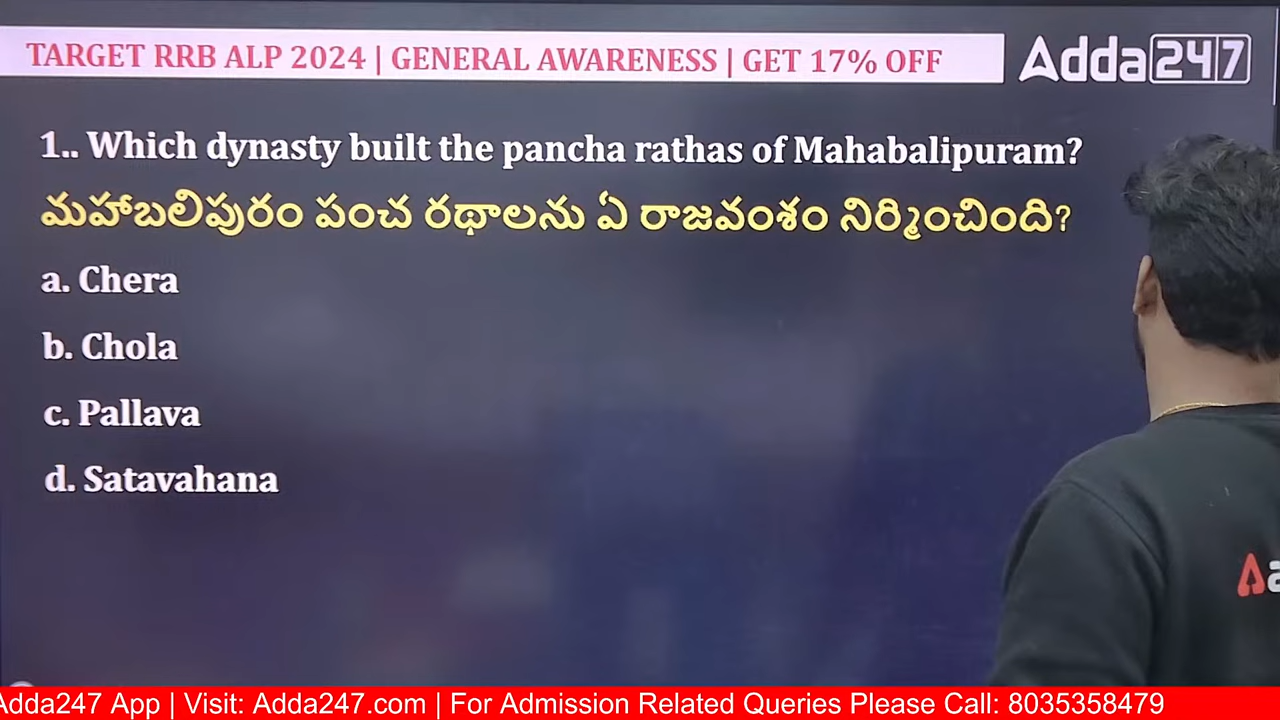 TARGET RRB ALP 2024 | GENERAL AWARENESS | GET 17% OFF
Adda247
1.. Which dynasty built the pancha rathas of Mahabalipuram?
మహాబలిపురం పంచ రథాలను ఏ రాజవంశం నిర్మించింది?
a. Chera
b. Chola
c. Pallava
d. Satavahana
Adda247 App | Visit: Adda247.com | For Admission Related Queries Please Call: 8035358479